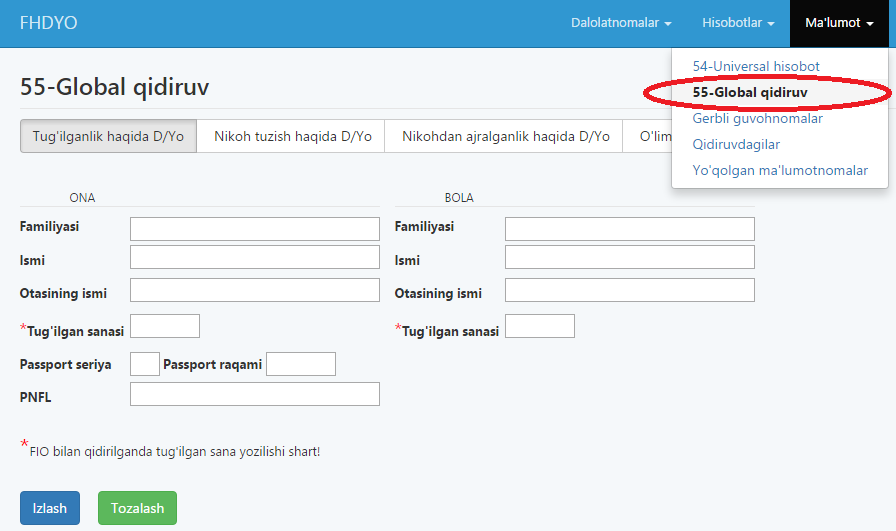 FHDYO Dalolatnomalar Hisobotlar Ma'lumot
54-Universal hisobot
55-Global qidiruv
Gerbli guvohnomalar
Qidiruvdagilar
Yo'qolgan ma'lumotnomalar
55-Global qidiruv
Tug'ilganlik haqida D/Yo Nikoh tuzish haqida D/Yo Nikohdan ajralganlik haqida D/Yo O'lim
ONA BOLA
Familiyasi Familiyasi
Ismi Ismi
Otasining ismi Otasining ismi
*Tug'ilgan sanasi *Tug'ilgan sanasi
Passport seriya Passport raqami
PNFL
*FIO bilan qidirilganda tug'ilgan sana yozilishi shart!
Izlash Tozalash